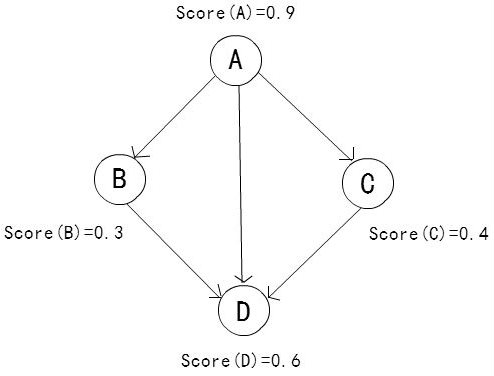 Score(A)=0.9
A
B
C
Score(B)=0.3
Score(C)=0.4
D
Score(D)=0.6